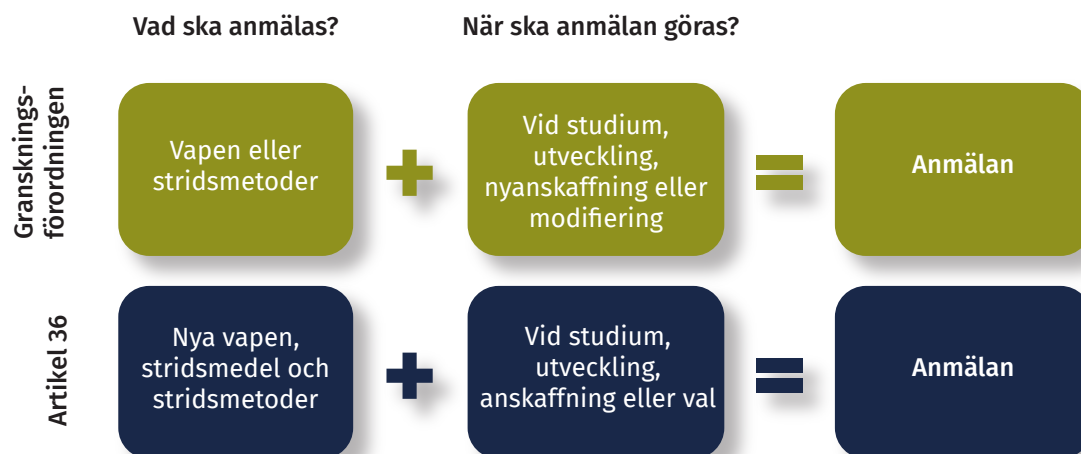 Vad ska anmälas?
När ska anmälan göras?
Gransknings-
förordningen
Vapen eller
stridsmetoder
Vid studium,
utveckling,
nyanskaffning eller
modifiering
Anmälan
Artikel 36
Nya vapen,
stridsmedel och
stridsmetoder
Vid studium,
utveckling,
anskaffning eller val
Anmälan